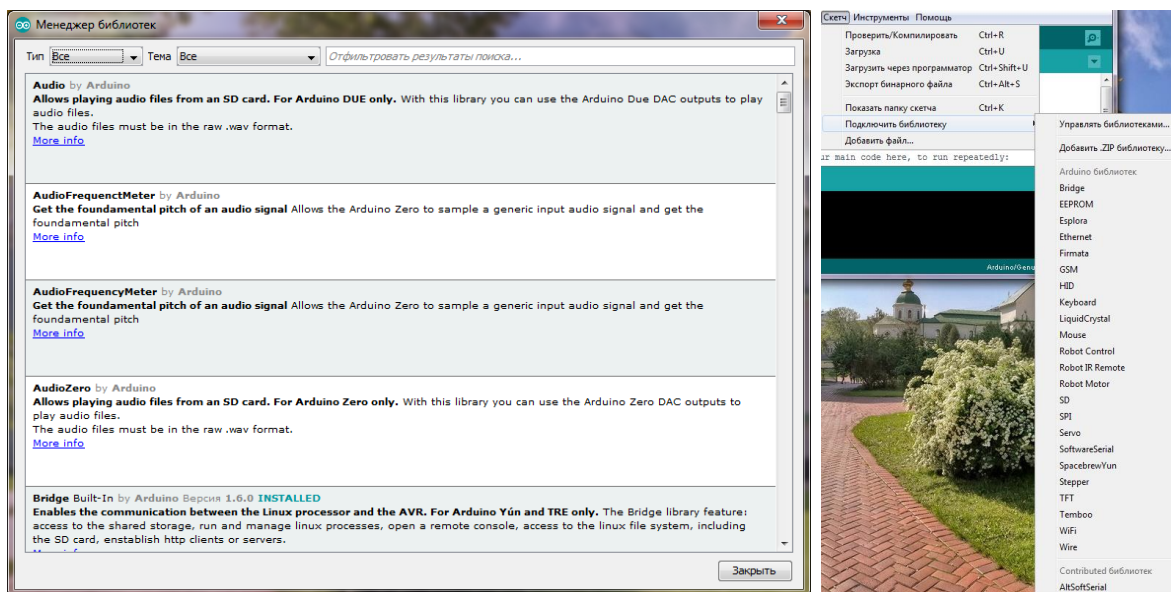 Менеджер библиотек
Тип Все Тема Все Отфильтровать результаты поиска...
Audio by Arduino
Allows playing audio files from an SD card. For Arduino DUE only. With this library you can use the Arduino Due DAC outputs to play
audio files.
The audio files must be in the raw .wav format.
More info
AudioFrequenctMeter by Arduino
Get the foundamental pitch of an audio signal Allows the Arduino Zero to sample a generic input audio signal and get the
foundamental pitch
More info
AudioFrequencyMeter by Arduino
Get the foundamental pitch of an audio signal Allows the Arduino Zero to sample a generic input audio signal and get the
foundamental pitch
More info
AudioZero by Arduino
Allows playing audio files from an SD card. For Arduino Zero only. With this library you can use the Arduino Zero DAC outputs to
play audio files.
The audio files must be in the raw .wav format.
More info
Bridge Built-In by Arduino Версия 1.6.0 INSTALLED
Enables the communication between the Linux processor and the AVR. For Arduino Yún and TRE only. The Bridge library feature:
access to the shared storage, run and manage linux processes, open a remote console, access to the linux file system, including
the SD card, enstablish http clients or servers.
Закрыть
Скетч Инструменты Помощь
Проверить/Компилировать Ctrl+R
Загрузка Ctrl+U
Загрузить через программатор Ctrl+Shift+U
Экспорт бинарного файла Ctrl+Alt+S
Показать папку скетча Ctrl+K
Подключить библиотеку
Добавить файл...
ur main code here, to run repeatedly:
Arduino/Genu
Управлять библиотеками...
Добавить .ZIP библиотеку...
Arduino библиотек
Bridge
EEPROM
Esplora
Ethernet
Firmata
GSM
HID
Keyboard
LiquidCrystal
Mouse
Robot Control
Robot IR Remote
Robot Motor
SD
SPI
Servo
SoftwareSerial
SpacebrewYun
Stepper
TFT
Temboo
WiFi
Wire
Contributed библиотек
AltSoftSerial